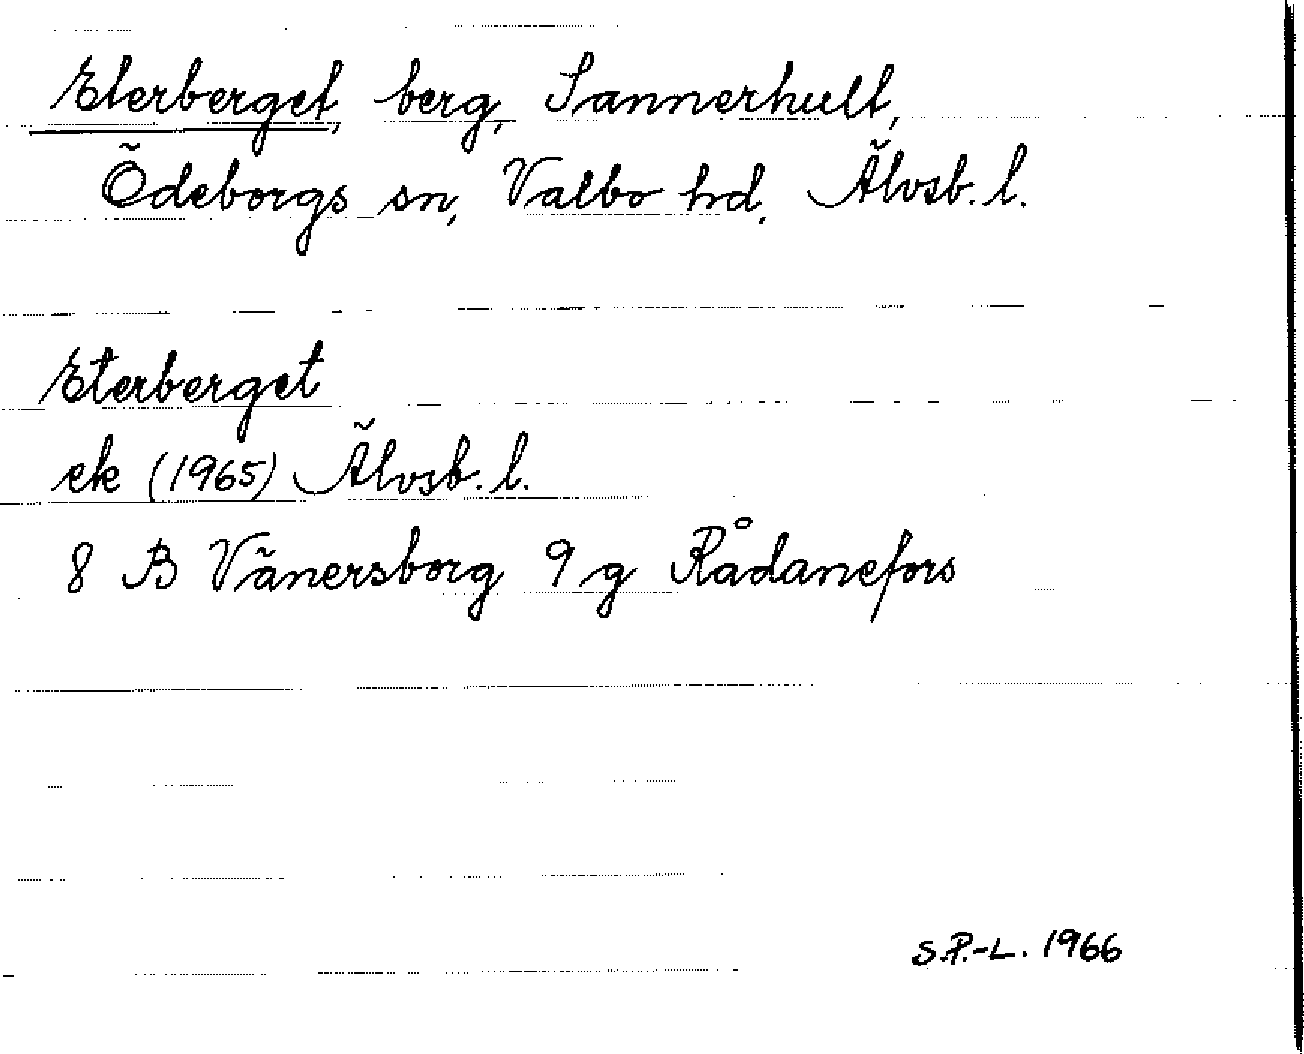 Eterberget, berg, Sannerhult,
Ödeborgs sn, Valbo hd, Älvsb. l.
Eterberget
ek (1965) Älvsb. l.
8 B Vänersborg 9 g Rådanefors
S.P.-L. 1966